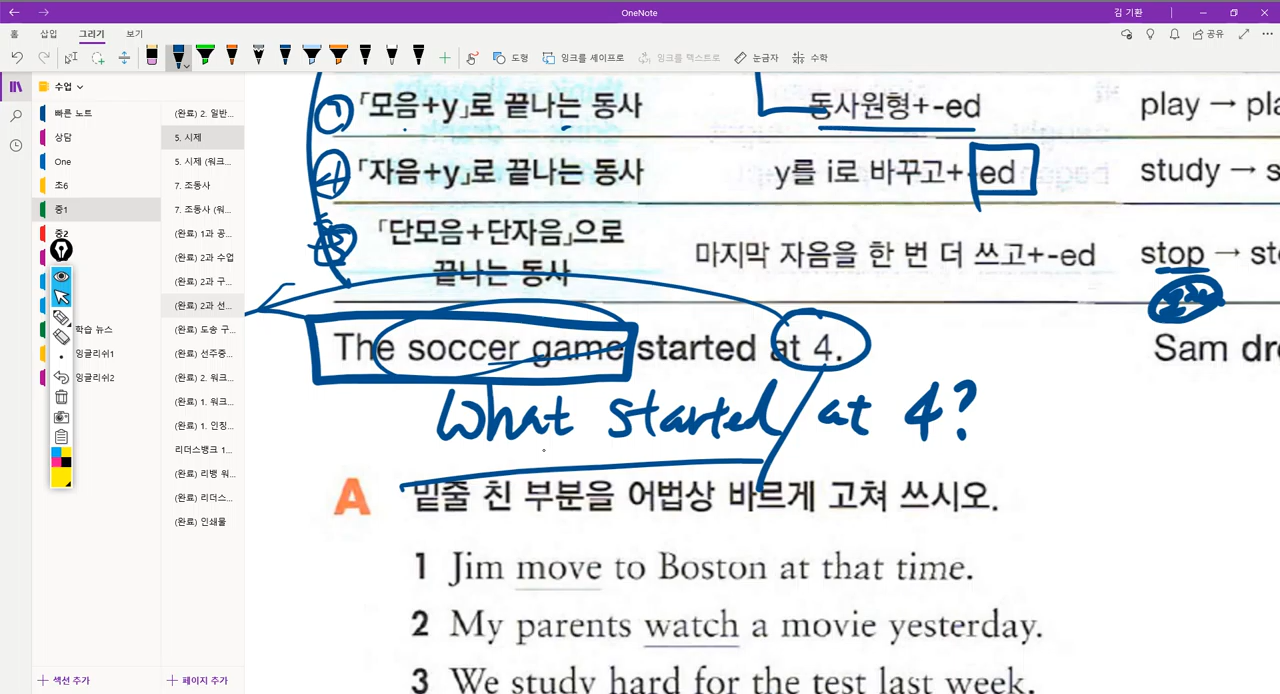 OneNote
김 기환
홈 삽입 그리기 보기
공유
도형 잉크를 셰이프로 잉크를 텍스트로 눈금자 수학
수업
빠른 노트
상담
One
초6
중1
중2
학습 뉴스
잉글리쉬1
잉글리쉬2
섹션 추가
(완료) 2. 일반...
5. 시제
5. 시제 (워크...
7. 조동사
7. 조동사 (워...
(완료) 1과 공...
(완료) 2과 수업
(완료) 2과 구...
(완료) 2과 선...
(완료) 도송 구...
(완료) 선주중...
(완료) 2. 워크...
(완료) 1. 워크...
(완료) 1. 인칭...
리더스뱅크 1...
(완료) 리뱅 워...
(완료) 리더스...
(완료) 인쇄물
페이지 추가
「모음+y」로 끝나는 동사 동사원형+-ed play → pla
「자음+y」로 끝나는 동사 y를 i로 바꾸고+-ed study → s
「단모음+단자음」으로
끝나는 동사 마지막 자음을 한 번 더 쓰고+-ed stop → sto
The soccer game started at 4. Sam dr
What started at 4?
A 밑줄 친 부분을 어법상 바르게 고쳐 쓰시오.
1 Jim move to Boston at that time.
2 My parents watch a movie yesterday.
3 We study hard for the test last week.